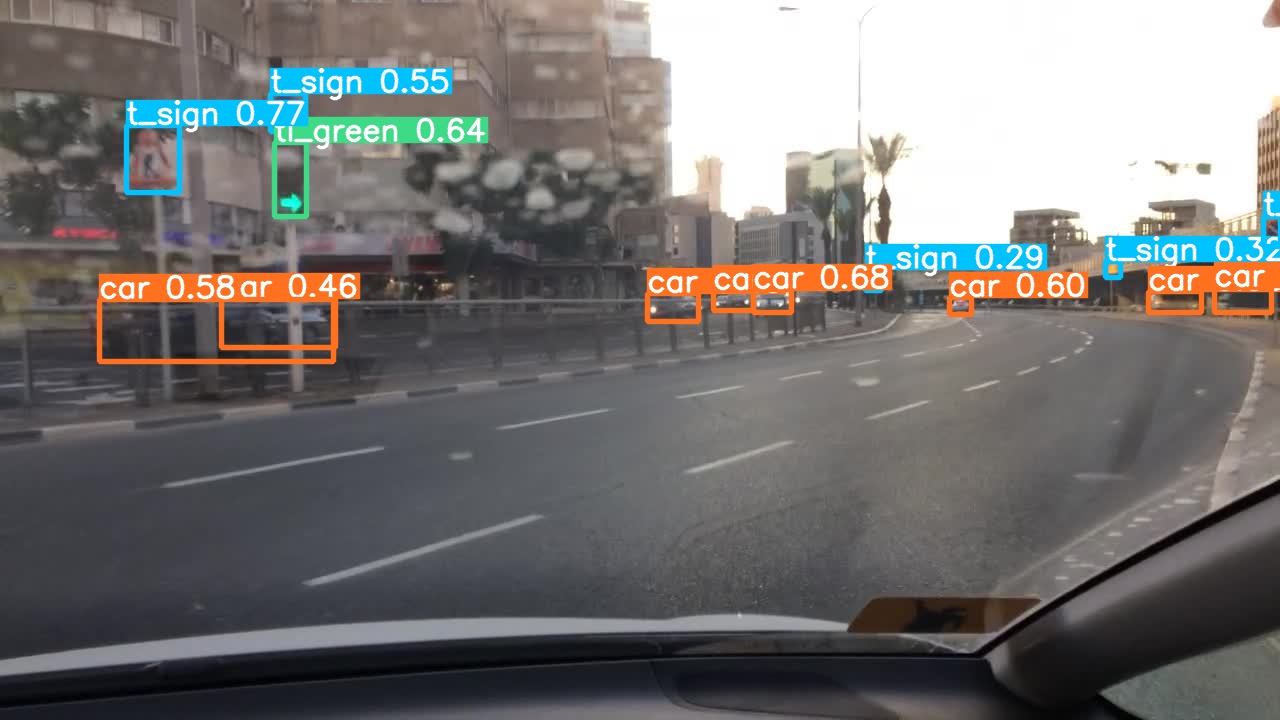 t_sign 0.55
t_sign 0.77
tl_green 0.64
t_sign 0.29
t_sign 0.32
car 0.58
ar 0.46
car
ca
car 0.68
car 0.60
car
car